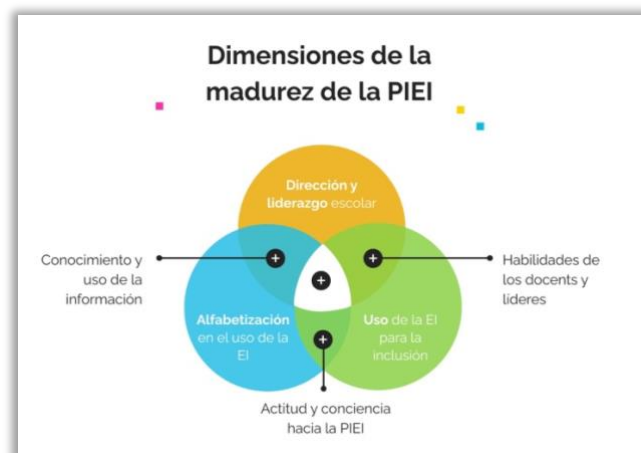 Dimensiones de la
madurez de la PIEI
Dirección y
liderazgo escolar
Conocimiento y
uso de la
información
Habilidades de
los docents y
líderes
Alfabetización
en el uso de la
EI
Uso de la EI
para la
inclusión
Actitud y conciencia
hacia la PIEI